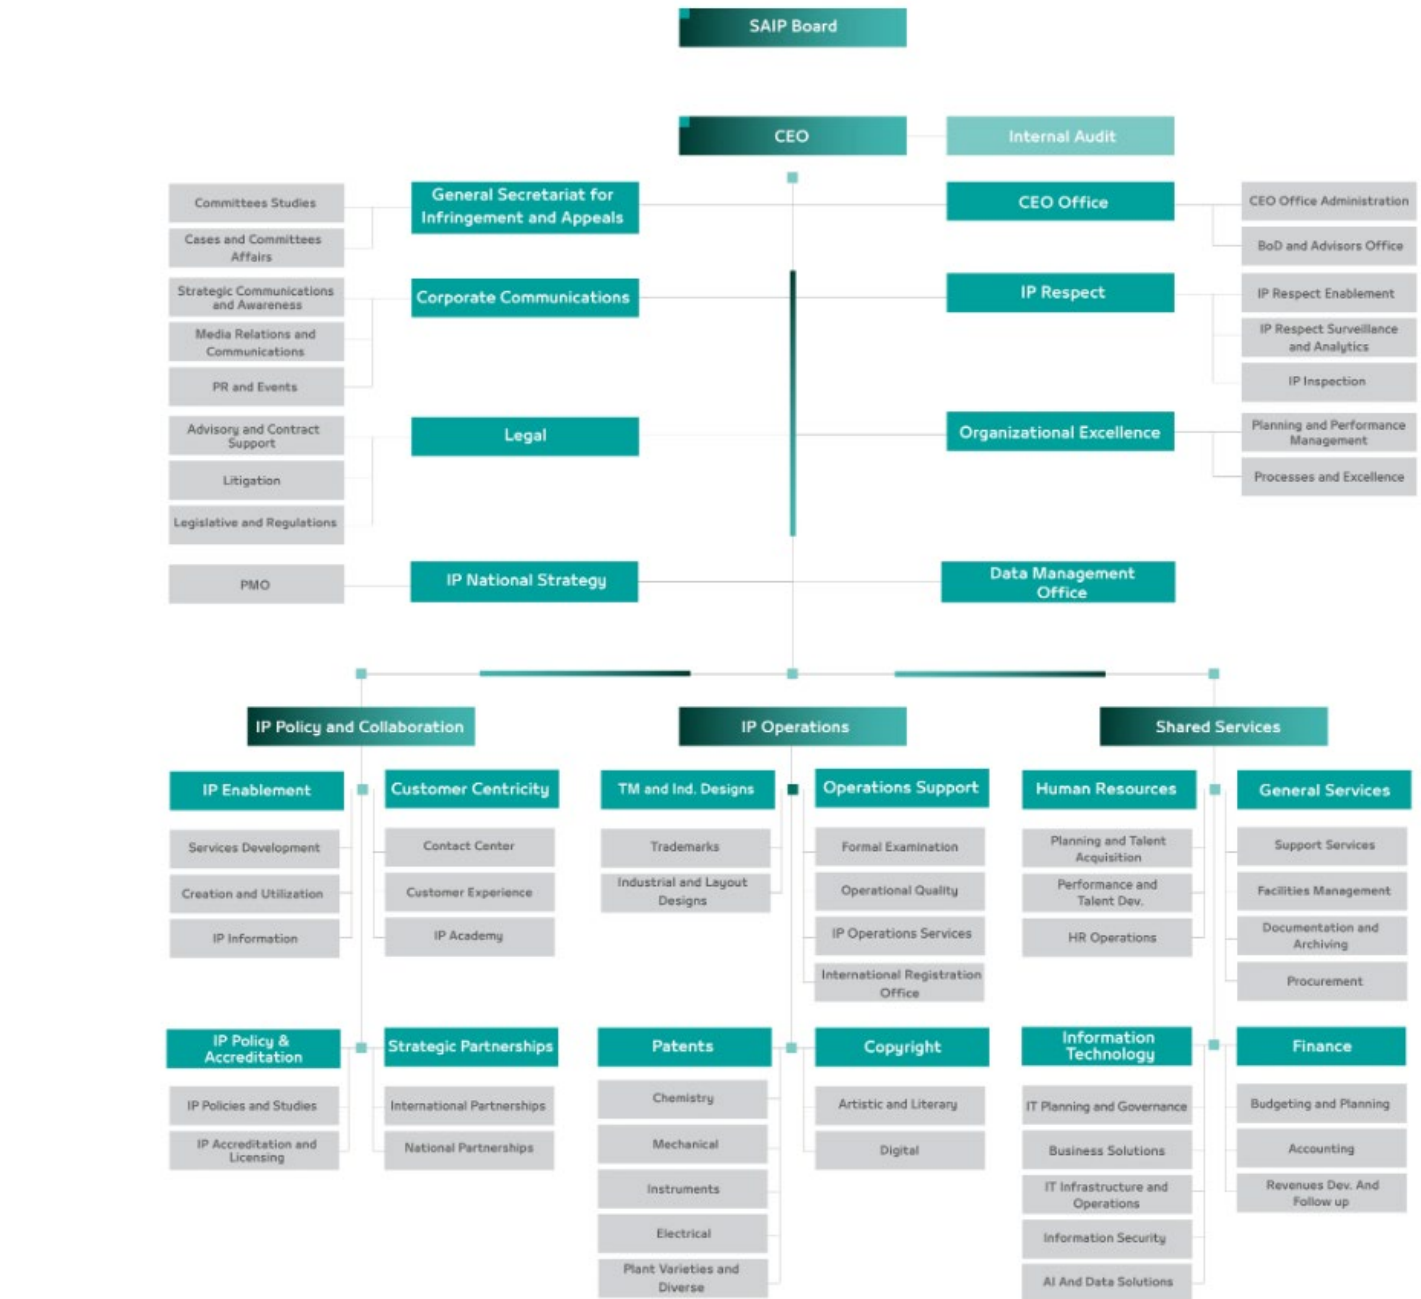 SAIP Board
CEO
Internal Audit
General Secretariat for
Infringement and Appeals
Committees Studies
Cases and Committees
Affairs
CEO Office
CEO Office Administration
BoD and Advisors Office
Corporate Communications
Strategic Communications
and Awareness
Media Relations and
Communications
PR and Events
IP Respect
IP Respect Enablement
IP Respect Surveillance
and Analytics
IP Inspection
Legal
Advisory and Contract
Support
Litigation
Legislative and Regulations
Organizational Excellence
Planning and Performance
Management
Processes and Excellence
IP National Strategy
PMO
Data Management
Office
IP Policy and Collaboration
IP Enablement
Services Development
Creation and Utilization
IP Information
Customer Centricity
Contact Center
Customer Experience
IP Academy
IP Policy &
Accreditation
IP Policies and Studies
IP Accreditation and
Licensing
Strategic Partnerships
International Partnerships
National Partnerships
IP Operations
TM and Ind. Designs
Trademarks
Industrial and Layout
Designs
Operations Support
Formal Examination
Operational Quality
IP Operations Services
International Registration
Office
Patents
Chemistry
Mechanical
Instruments
Electrical
Plant Varieties and
Diverse
Copyright
Artistic and Literary
Digital
Shared Services
Human Resources
Planning and Talent
Acquisition
Performance and
Talent Dev.
HR Operations
General Services
Support Services
Facilities Management
Documentation and
Archiving
Procurement
Information
Technology
IT Planning and Governance
Business Solutions
IT Infrastructure and
Operations
Information Security
AI And Data Solutions
Finance
Budgeting and Planning
Accounting
Revenues Dev. And
Follow up